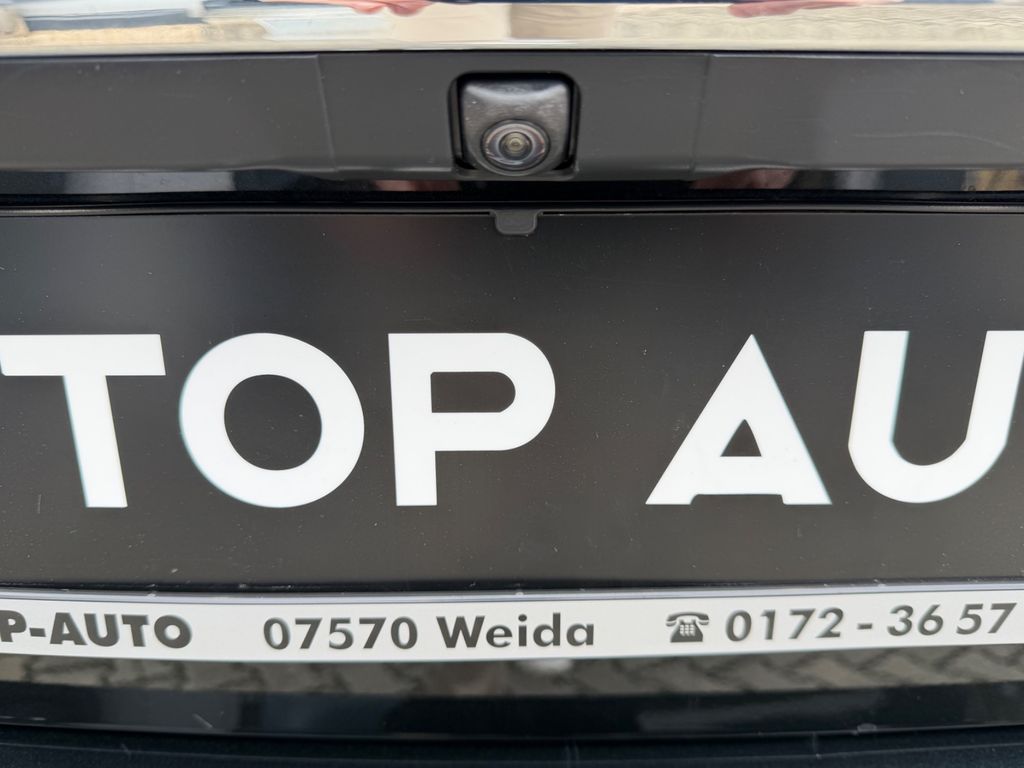 TOP AU
P-AUTO 07570 Weida ☎ 0172 - 36 57